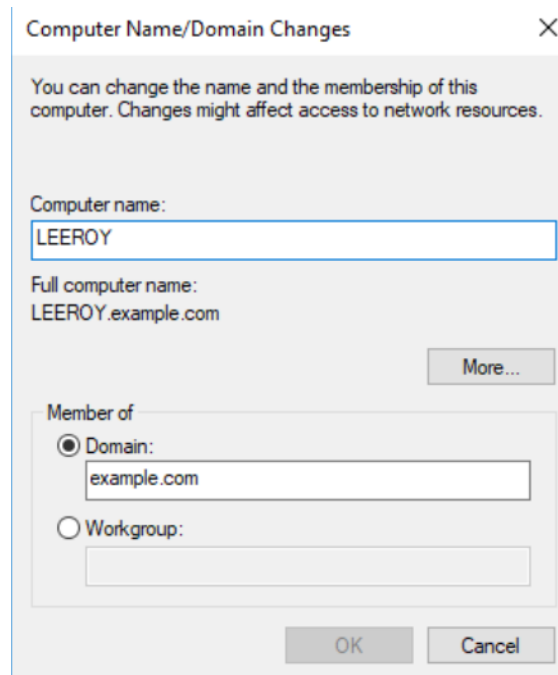 Computer Name/Domain Changes
You can change the name and the membership of this
computer. Changes might affect access to network resources.
Computer name:
LEEROY
Full computer name:
LEEROY.example.com
More...
Member of
Domain:
example.com
Workgroup:
OK
Cancel